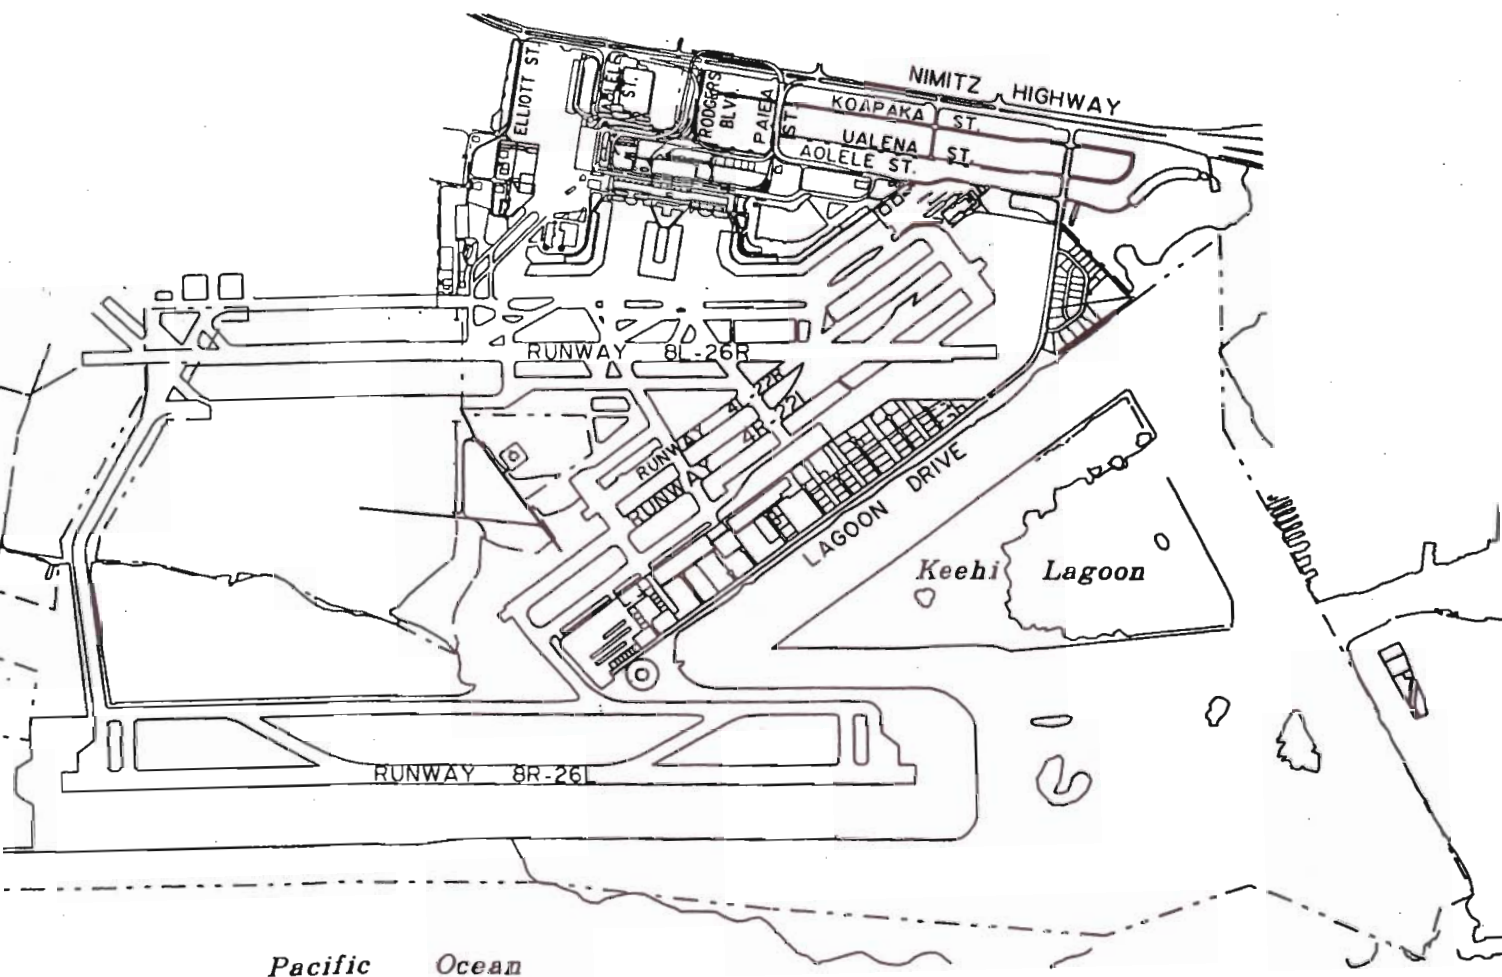 NIMITZ HIGHWAY
ELLIOTT ST.
ST.
RODGERS
BLVD.
PAIEA
ST.
KOAPAKA ST.
UALENA ST.
AOLELE ST.
RUNWAY 8L-26R
RUNWAY 4L-22R
RUNWAY 4R-22L
LAGOON DRIVE
Keehi Lagoon
RUNWAY 8R-26L
Pacific Ocean